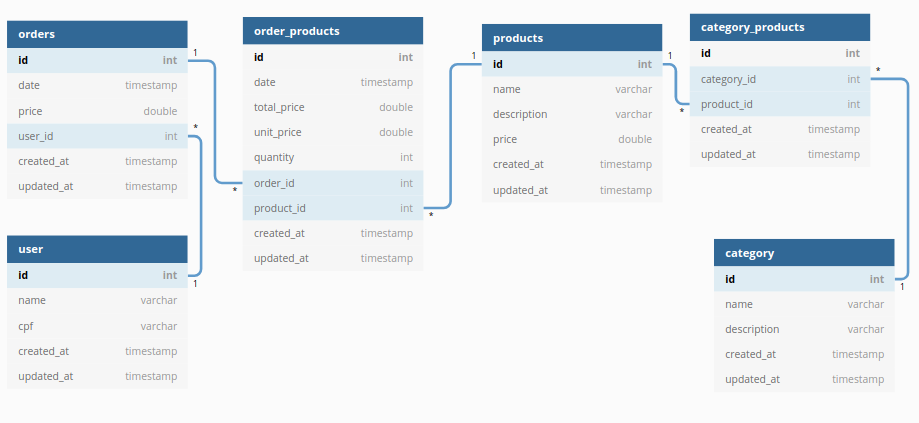 orders
id int
date timestamp
price double
user_id int
created_at timestamp
updated_at timestamp
1
*
user
id int
name varchar
cpf varchar
created_at timestamp
updated_at timestamp
1
order_products
id int
date timestamp
total_price double
unit_price double
quantity int
order_id int
product_id int
created_at timestamp
updated_at timestamp
*
*
products
id int
name varchar
description varchar
price double
created_at timestamp
updated_at timestamp
1
1
category_products
id int
category_id int
product_id int
created_at timestamp
updated_at timestamp
*
*
category
id int
name varchar
description varchar
created_at timestamp
updated_at timestamp
1